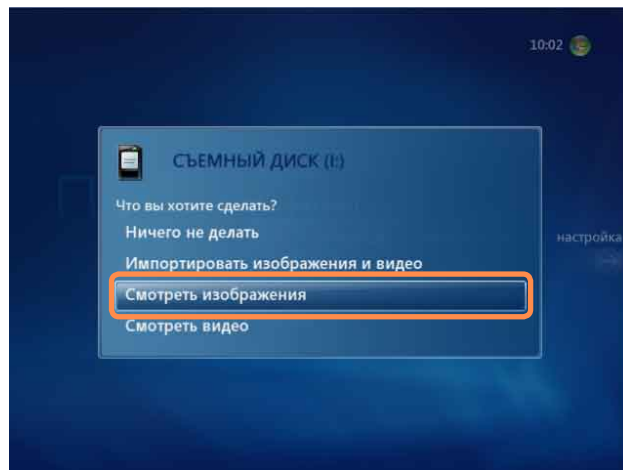 10:02
СЪЕМНЫЙ ДИСК (I:)
Что вы хотите сделать?
Ничего не делать
настройка
Импортировать изображения и видео
Смотреть изображения
Смотреть видео